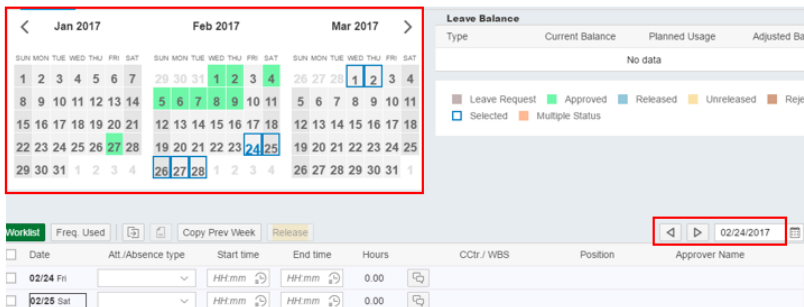 Jan 2017 Feb 2017 Mar 2017
SUN MON TUE WED THU FRI SAT SUN MON TUE WED THU FRI SAT SUN MON TUE WED THU FRI SAT
1 2 3 4 5 6 7 29 30 31 1 2 3 4 26 27 28 1 2 3 4
8 9 10 11 12 13 14 5 6 7 8 9 10 11 5 6 7 8 9 10 11
15 16 17 18 19 20 21 12 13 14 15 16 17 18 12 13 14 15 16 17 18
22 23 24 25 26 27 28 19 20 21 22 23 24 25 19 20 21 22 23 24 25
29 30 31 1 2 3 4 26 27 28 1 2 3 4 26 27 28 29 30 31 1
Leave Balance
Type Current Balance Planned Usage Adjusted Ba
No data
Leave Request Approved Released Unreleased Reje
Selected Multiple Status
Worklist Freq. Used Copy Prev Week Release 02/24/2017
Date Att./Absence type Start time End time Hours CCtr./ WBS Position Approver Name
02/24 Fri HH:mm HH:mm 0.00
02/25 Sat HH:mm HH:mm 0.00